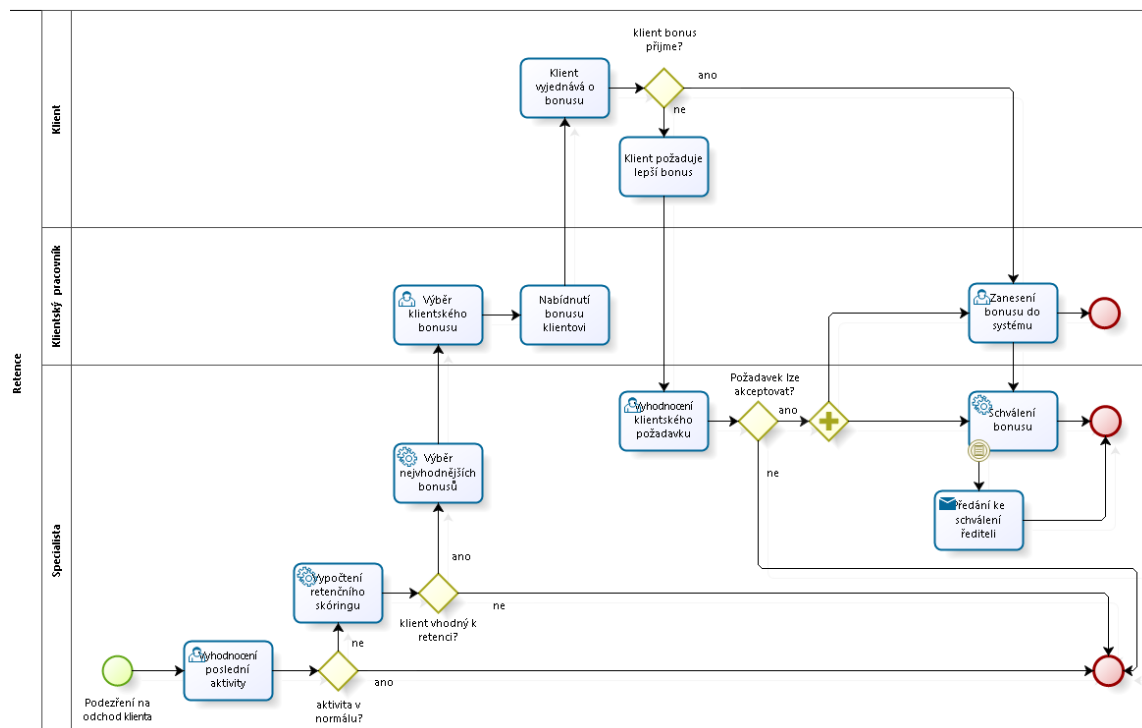 Retence
Klient
Klientský pracovník
Specialista
klient bonus
přijme?
Klient
vyjednává o
bonusu
ano
ne
Klient požaduje
lepší bonus
Výběr
klientského
bonusu
Nabídnutí
bonusu
klientovi
Zanesení
bonusu do
systému
Požadavek lze
akceptovat?
Vyhodnocení
klientského
požadavku
ano
ne
Schválení
bonusu
Předání ke
schválení
řediteli
Výběr
nejvhodnějších
bonusů
ano
Vypočtení
retenčního
skóringu
ne
klient vhodný k
retenci?
Vyhodnocení
poslední
aktivity
ne
ano
Podezření na
odchod klienta
aktivita v
normálu?